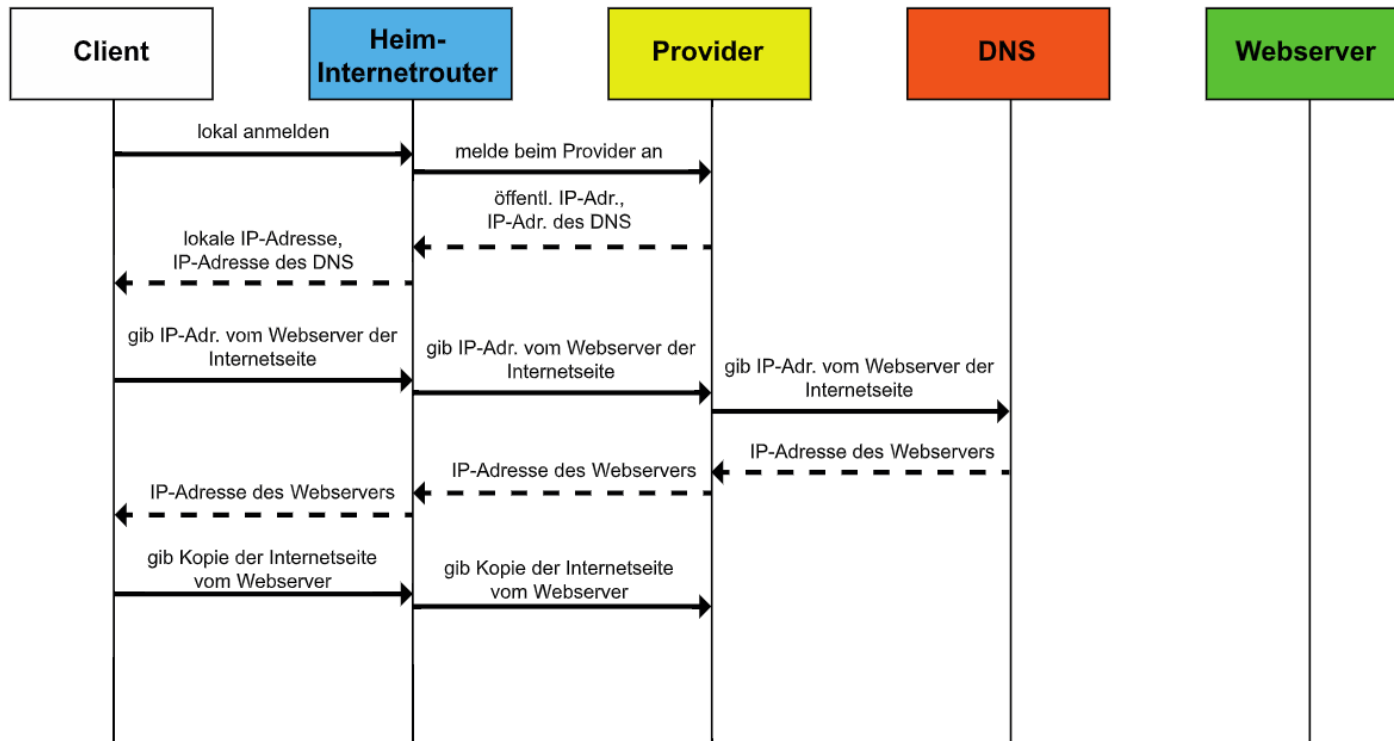 Client
Heim-
Internetrouter
Provider
DNS
Webserver
lokal anmelden
melde beim Provider an
öffentl. IP-Adr.,
IP-Adr. des DNS
lokale IP-Adresse,
IP-Adresse des DNS
gib IP-Adr. vom Webserver der
Internetseite
gib IP-Adr. vom Webserver der
Internetseite
gib IP-Adr. vom Webserver der
Internetseite
IP-Adresse des Webservers
IP-Adresse des Webservers
IP-Adresse des Webservers
gib Kopie der Internetseite
vom Webserver
gib Kopie der Internetseite
vom Webserver